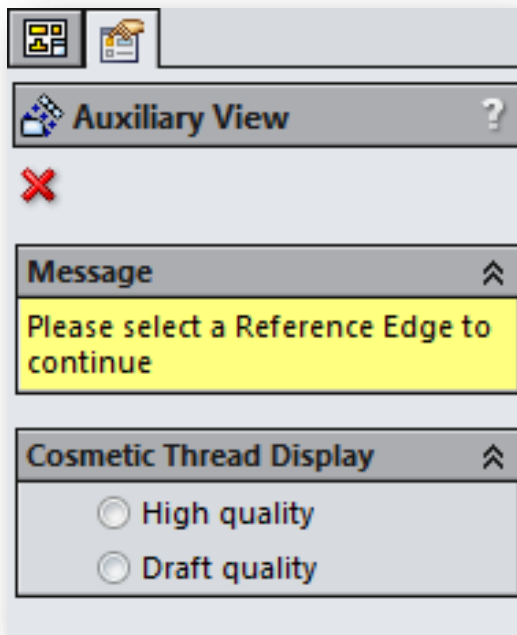 Auxiliary View ?
Message
Please select a Reference Edge to
continue
Cosmetic Thread Display
High quality
Draft quality